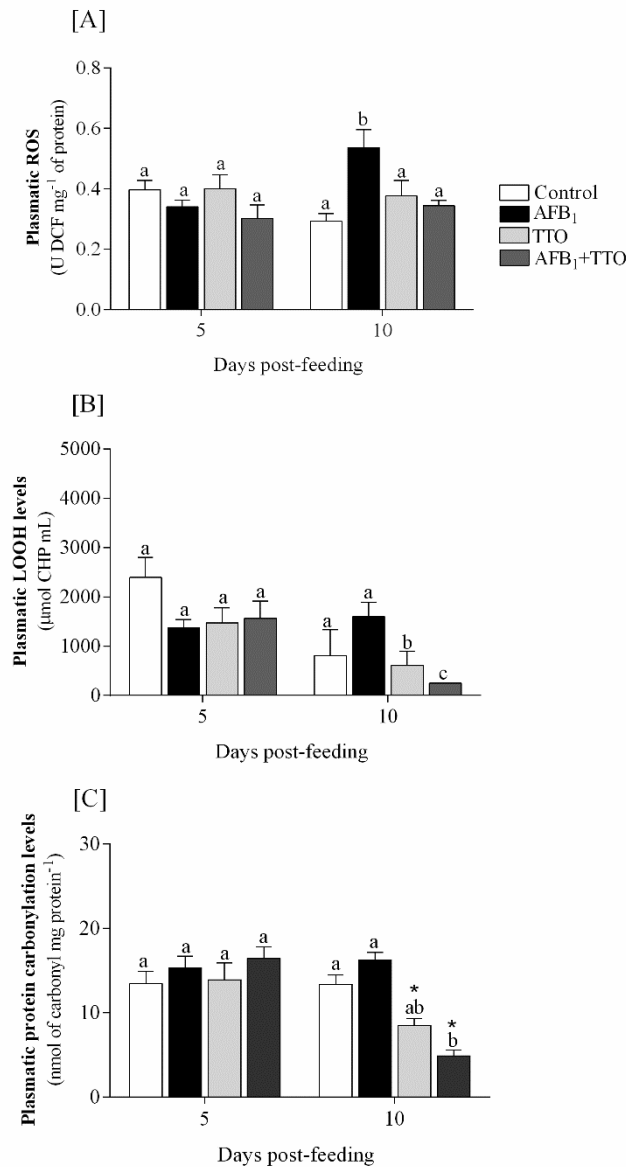 [A]
Plasmatic ROS
(U DCF mg⁻¹ of protein)
0.8
0.6
0.4
0.2
0.0
a a a a
a b a a
5 10
Days post-feeding
Control
AFB₁
TTO
AFB₁+TTO
[B]
Plasmatic LOOH levels
(μmol CHP mL)
5000
4000
3000
2000
1000
0
a a a a
a a b c
5 10
Days post-feeding
[C]
Plasmatic protein carbonylation levels
(nmol of carbonyl mg protein⁻¹)
30
20
10
0
a a a a
* *
a a ab b
5 10
Days post-feeding